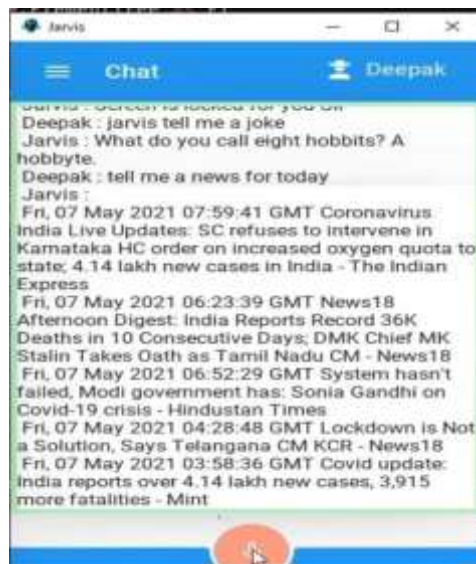 Jarvis
Chat
Deepak
Jarvis : Screen is locked for you Sir
Deepak : jarvis tell me a joke
Jarvis : What do you call eight hobbits? A
hobbyte.
Deepak : tell me a news for today
Jarvis :
Fri, 07 May 2021 07:59:41 GMT Coronavirus
India Live Updates: SC refuses to intervene in
Karnataka HC order on increased oxygen quota to
state; 4.14 lakh new cases in India - The Indian
Express
Fri, 07 May 2021 06:23:39 GMT News18
Afternoon Digest: India Reports Record 36K
Deaths in 10 Consecutive Days; DMK Chief MK
Stalin Takes Oath as Tamil Nadu CM - News18
Fri, 07 May 2021 06:52:29 GMT System hasn't
failed, Modi government has: Sonia Gandhi on
Covid-19 crisis - Hindustan Times
Fri, 07 May 2021 04:28:48 GMT Lockdown is Not
a Solution, Says Telangana CM KCR - News18
Fri, 07 May 2021 03:58:36 GMT Covid update:
India reports over 4.14 lakh new cases, 3,915
more fatalities - Mint